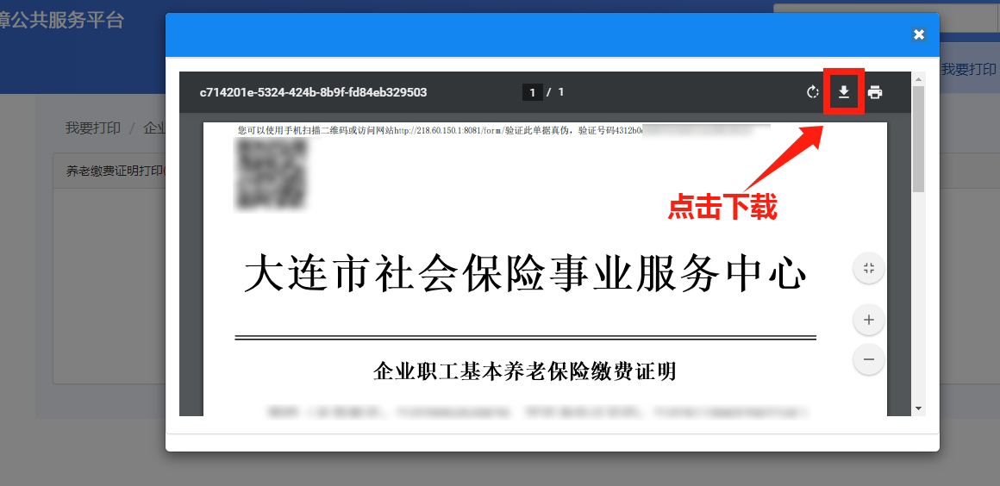 障公共服务平台
我要打印
c714201e-5324-424b-8b9f-fd84eb329503
1 / 1
我要打印 / 企业
您可以使用手机扫描二维码或访问网站http://218.60.150.1:8081/form/验证此单据真伪，验证号码4312b0
养老缴费证明打印
点击下载
大连市社会保险事业服务中心
企业职工基本养老保险缴费证明